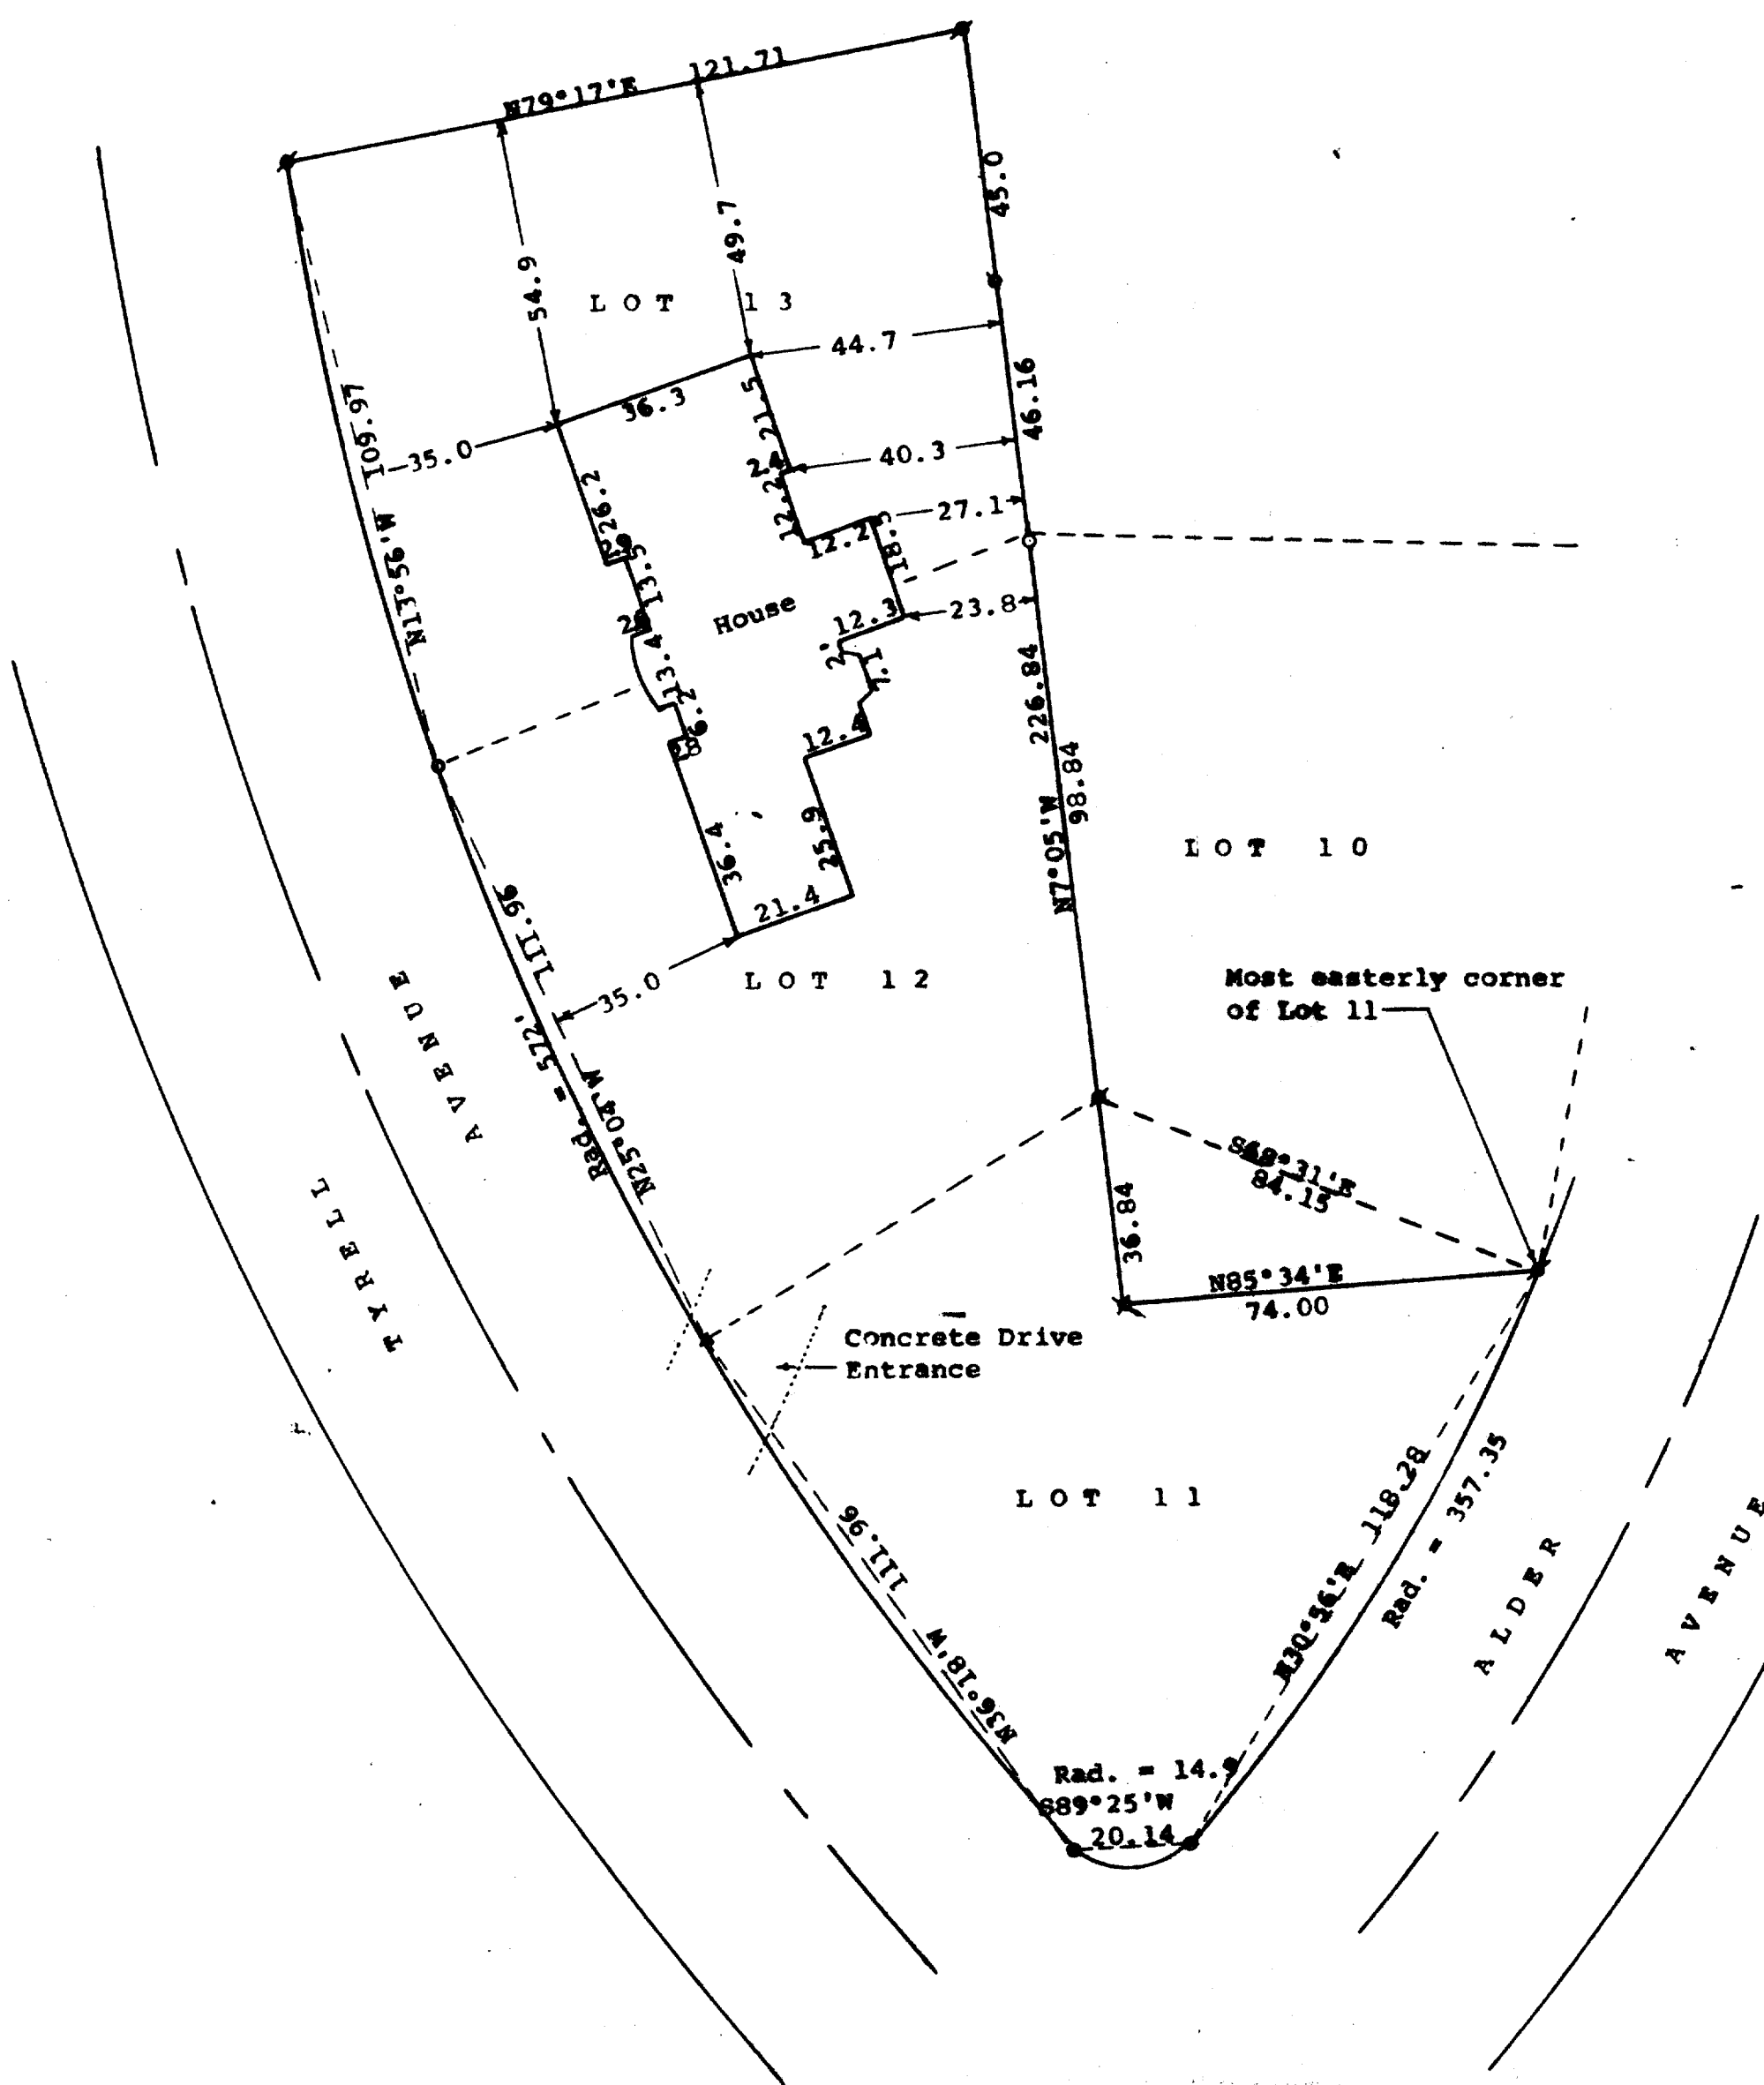 121.71
N79°17'E
45.0
49.7
54.9
LOT 13
44.7
36.3
21.5
46.16
109.97
35.0
2.4
40.3
12.2
26.2
27.1
12.2
18.5
13.5
N13°56'W
House
12.3
23.8
13.4
2'
7.1
226.84
6.2
12.4
98.84
N7°05'W
36.4
25.9
LOT 10
21.4
111.96
35.0
LOT 12
Most easterly corner
of Lot 11
TYRELL AVENUE
Rad. = 572'
N25°04'W
S68°31'E
84.15
36.84
N85°34'E
74.00
Concrete Drive
Entrance
LOT 11
111.96
N36°18'W
118.28
N30°56'E
Rad. = 357.35
ALDER AVENUE
Rad. = 14.9
S89°25'W
20.14